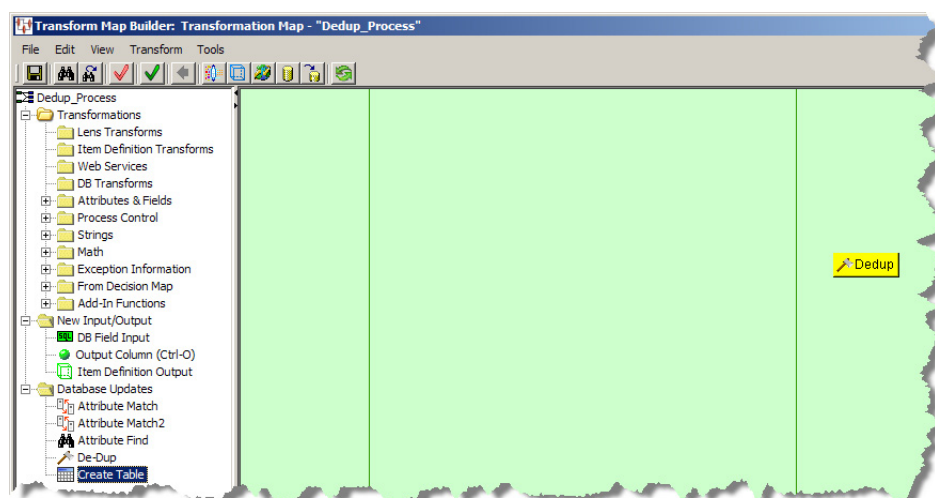 Transform Map Builder: Transformation Map - "Dedup_Process"
File Edit View Transform Tools
Dedup_Process
Transformations
Lens Transforms
Item Definition Transforms
Web Services
DB Transforms
Attributes & Fields
Process Control
Strings
Math
Exception Information
From Decision Map
Add-In Functions
New Input/Output
SQL DB Field Input
Output Column (Ctrl-O)
Item Definition Output
Database Updates
Attribute Match
Attribute Match2
Attribute Find
De-Dup
Create Table
Dedup